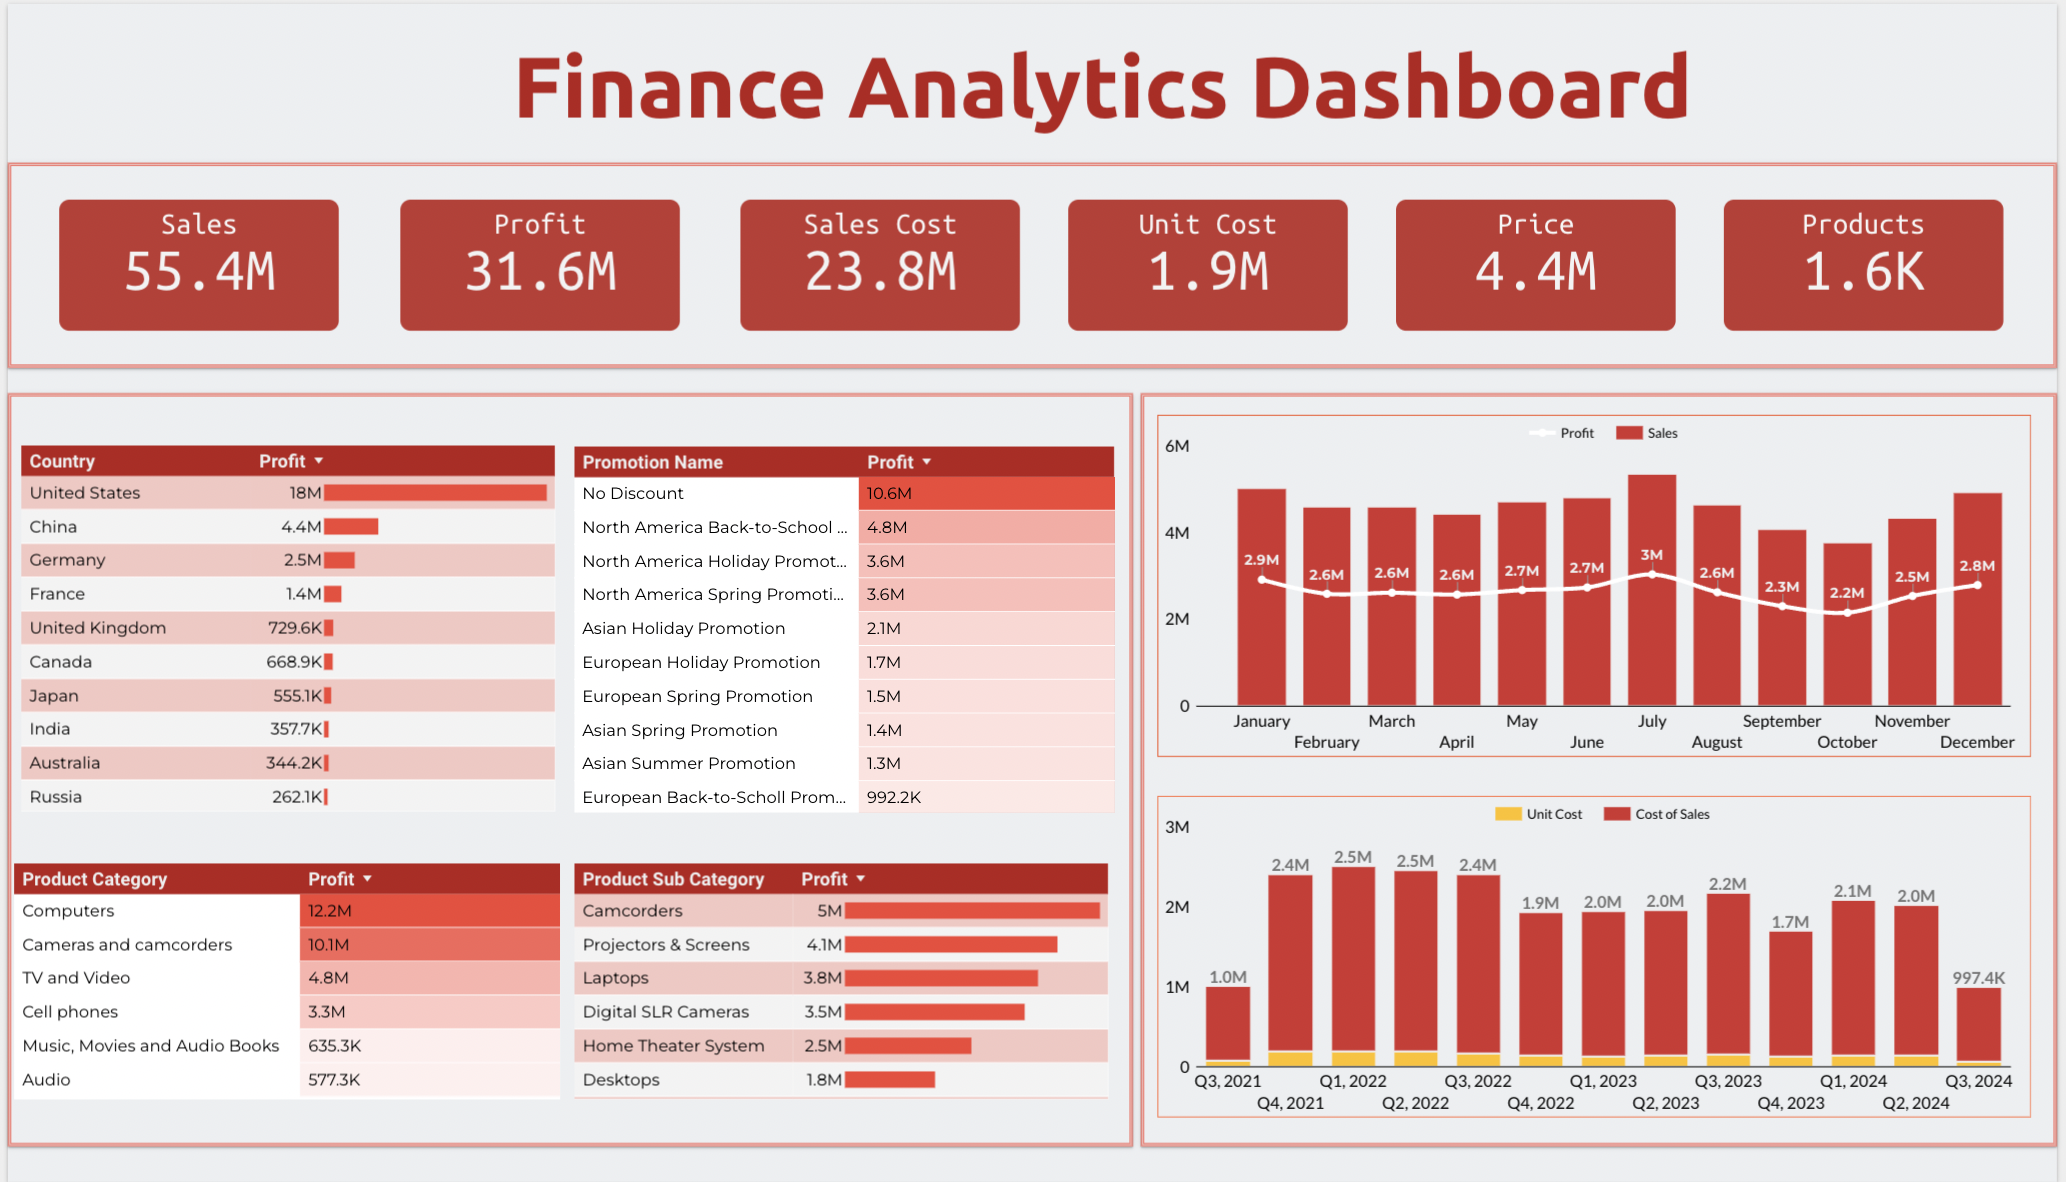 Finance Analytics Dashboard
Sales
55.4M
Profit
31.6M
Sales Cost
23.8M
Unit Cost
1.9M
Price
4.4M
Products
1.6K
Country Profit
United States 18M
China 4.4M
Germany 2.5M
France 1.4M
United Kingdom 729.6K
Canada 668.9K
Japan 555.1K
India 357.7K
Australia 344.2K
Russia 262.1K
Promotion Name Profit
No Discount 10.6M
North America Back-to-School ... 4.8M
North America Holiday Promot... 3.6M
North America Spring Promoti... 3.6M
Asian Holiday Promotion 2.1M
European Holiday Promotion 1.7M
European Spring Promotion 1.5M
Asian Spring Promotion 1.4M
Asian Summer Promotion 1.3M
European Back-to-Scholl Prom... 992.2K
Product Category Profit
Computers 12.2M
Cameras and camcorders 10.1M
TV and Video 4.8M
Cell phones 3.3M
Music, Movies and Audio Books 635.3K
Audio 577.3K
Product Sub Category Profit
Camcorders 5M
Projectors & Screens 4.1M
Laptops 3.8M
Digital SLR Cameras 3.5M
Home Theater System 2.5M
Desktops 1.8M
Profit Sales
6M
4M
2M
0
2.9M 2.6M 2.6M 2.6M 2.7M 2.7M 3M 2.6M 2.3M 2.2M 2.5M 2.8M
January March May July September November
February April June August October December
Unit Cost Cost of Sales
3M
2M
1M
0
1.0M 2.4M 2.5M 2.5M 2.4M 1.9M 2.0M 2.0M 2.2M 1.7M 2.1M 2.0M 997.4K
Q3, 2021 Q1, 2022 Q3, 2022 Q1, 2023 Q3, 2023 Q1, 2024 Q3, 2024
Q4, 2021 Q2, 2022 Q4, 2022 Q2, 2023 Q4, 2023 Q2, 2024